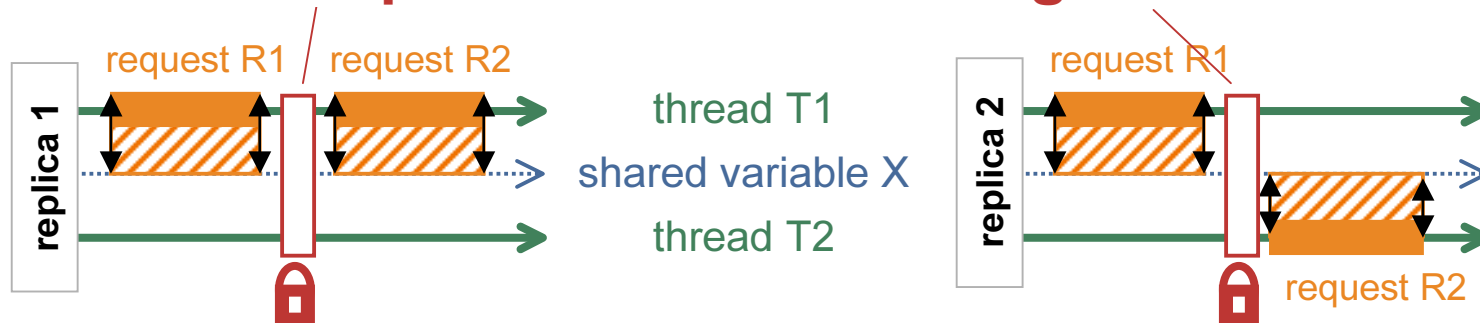 request R1
request R2
replica 1
thread T1
shared variable X
thread T2
request R1
replica 2
request R2